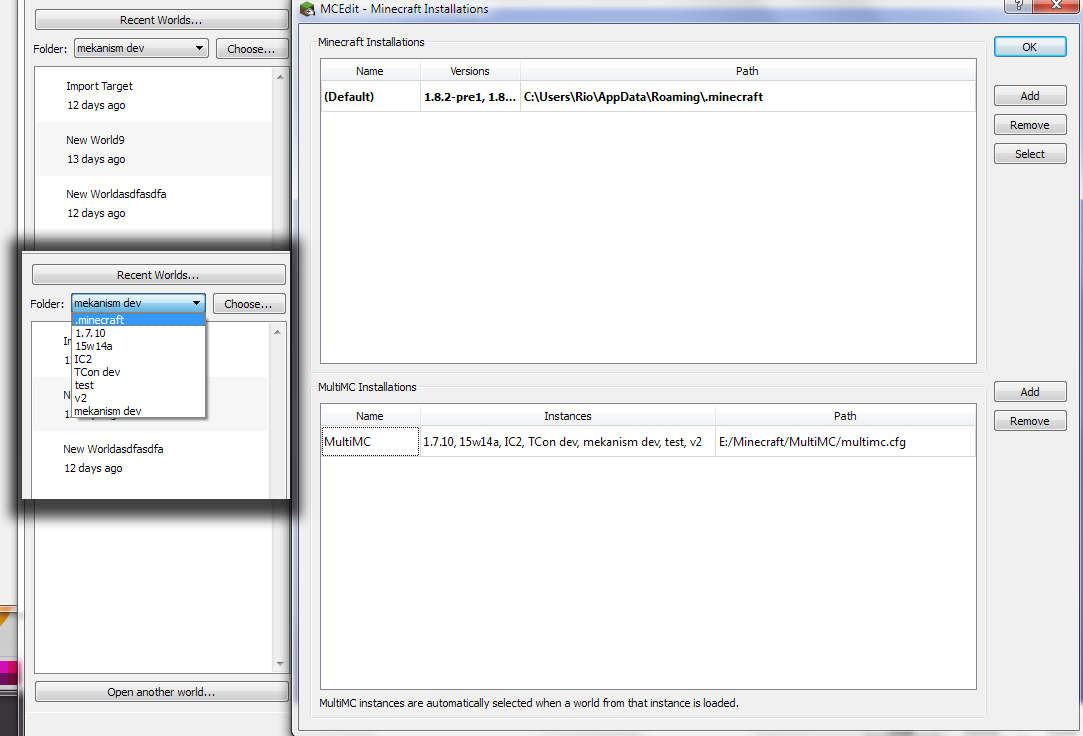 Recent Worlds...
Folder: mekanism dev Choose...
Import Target
12 days ago
New World9
13 days ago
New Worldasdfasdfa
12 days ago
Recent Worlds...
Folder: mekanism dev Choose...
.minecraft
1.7.10
15w14a
IC2
TCon dev
test
v2
mekanism dev
New Worldasdfasdfa
12 days ago
Open another world...
MCEdit - Minecraft Installations
?
Minecraft Installations
OK
Name Versions Path
(Default) 1.8.2-pre1, 1.8... C:\Users\Rio\AppData\Roaming\.minecraft
Add
Remove
Select
MultiMC Installations
Name Instances Path
MultiMC 1.7.10, 15w14a, IC2, TCon dev, mekanism dev, test, v2 E:/Minecraft/MultiMC/multimc.cfg
Add
Remove
MultiMC instances are automatically selected when a world from that instance is loaded.